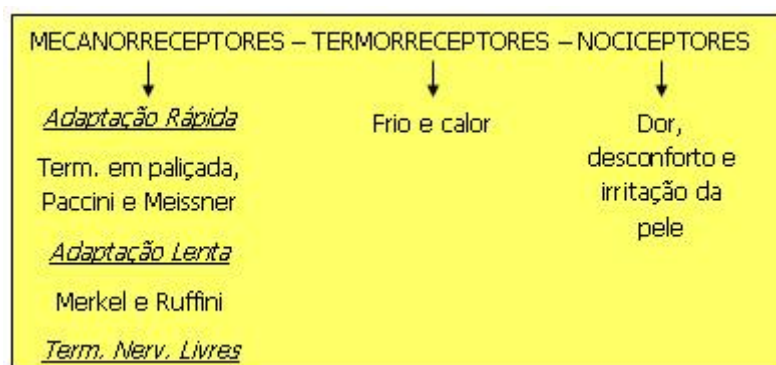 MECANORRECEPTORES – TERMORRECEPTORES – NOCICEPTORES
Adaptação Rápida
Term. em paliçada,
Paccini e Meissner
Adaptação Lenta
Merkel e Ruffini
Term. Nerv. Livres
Frio e calor
Dor,
desconforto e
irritação da
pele